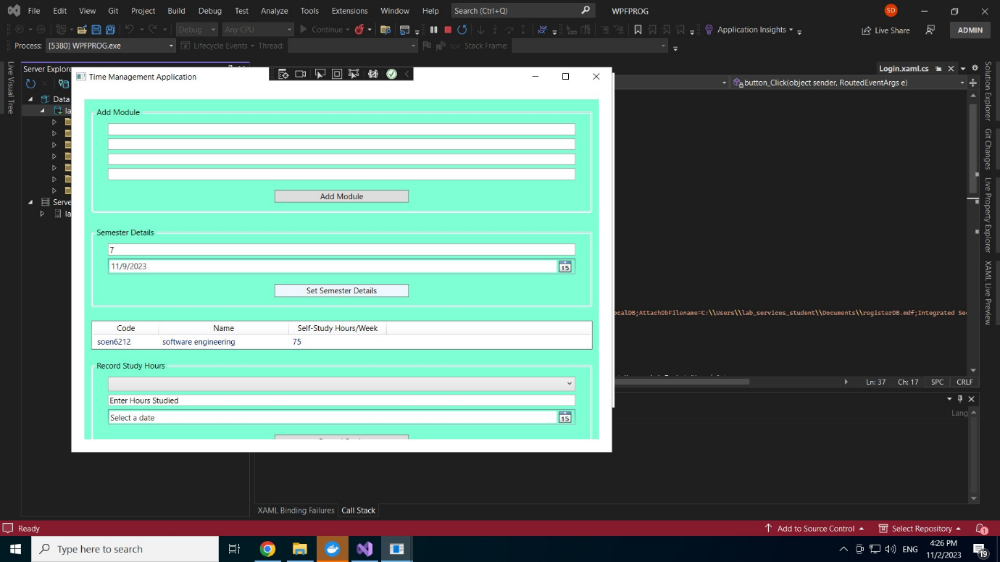 File Edit View Git Project Build Debug Test Analyze Tools Extensions Window Help Search (Ctrl+Q) WPFPROG SD
Debug Any CPU Continue Application Insights Live Share ADMIN
Process: [5380] WPFPROG.exe Lifecycle Events Thread: Stack Frame:
Live Visual Tree
Server Explore
Data
la
Serve
la
Time Management Application
Add Module
Add Module
Semester Details
7
11/9/2023 15
Set Semester Details
Code Name Self-Study Hours/Week
soen6212 software engineering 75
Record Study Hours
Enter Hours Studied
Select a date 15
Login.xaml.cs
button_Click(object sender, RoutedEventArgs e)
ocalDB;AttachDbFilename=C:\\Users\\lab_services_student\\Documents\\registerDB.mdf;Integrated Se
Ln: 37 Ch: 17 SPC CRLF
Lang
Solution Explorer
Git Changes
Live Property Explorer
XAML Live Preview
XAML Binding Failures Call Stack
Ready Add to Source Control Select Repository 1
Type here to search ENG 4:26 PM
11/2/2023 19